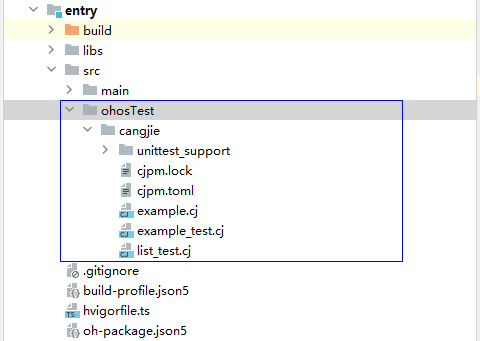 entry
build
libs
src
main
ohosTest
cangjie
unittest_support
cjpm.lock
cjpm.toml
example.cj
example_test.cj
list_test.cj
.gitignore
build-profile.json5
hvigorfile.ts
oh-package.json5